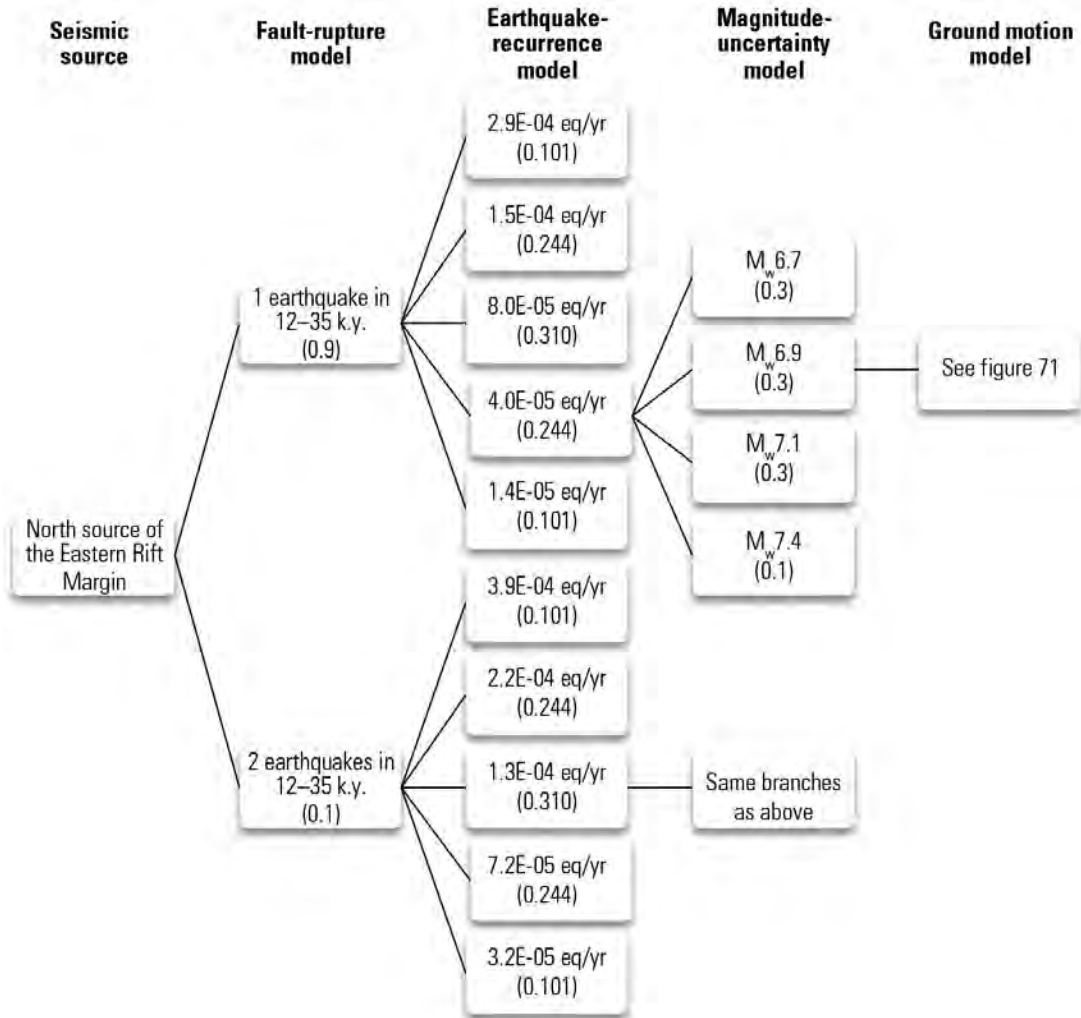 Seismic
source
Fault-rupture
model
Earthquake-
recurrence
model
Magnitude-
uncertainty
model
Ground motion
model
North source of
the Eastern Rift
Margin
1 earthquake in
12–35 k.y.
(0.9)
2 earthquakes in
12–35 k.y.
(0.1)
2.9E-04 eq/yr
(0.101)
1.5E-04 eq/yr
(0.244)
8.0E-05 eq/yr
(0.310)
4.0E-05 eq/yr
(0.244)
1.4E-05 eq/yr
(0.101)
3.9E-04 eq/yr
(0.101)
2.2E-04 eq/yr
(0.244)
1.3E-04 eq/yr
(0.310)
7.2E-05 eq/yr
(0.244)
3.2E-05 eq/yr
(0.101)
Mw6.7
(0.3)
Mw6.9
(0.3)
Mw7.1
(0.3)
Mw7.4
(0.1)
Same branches
as above
See figure 71